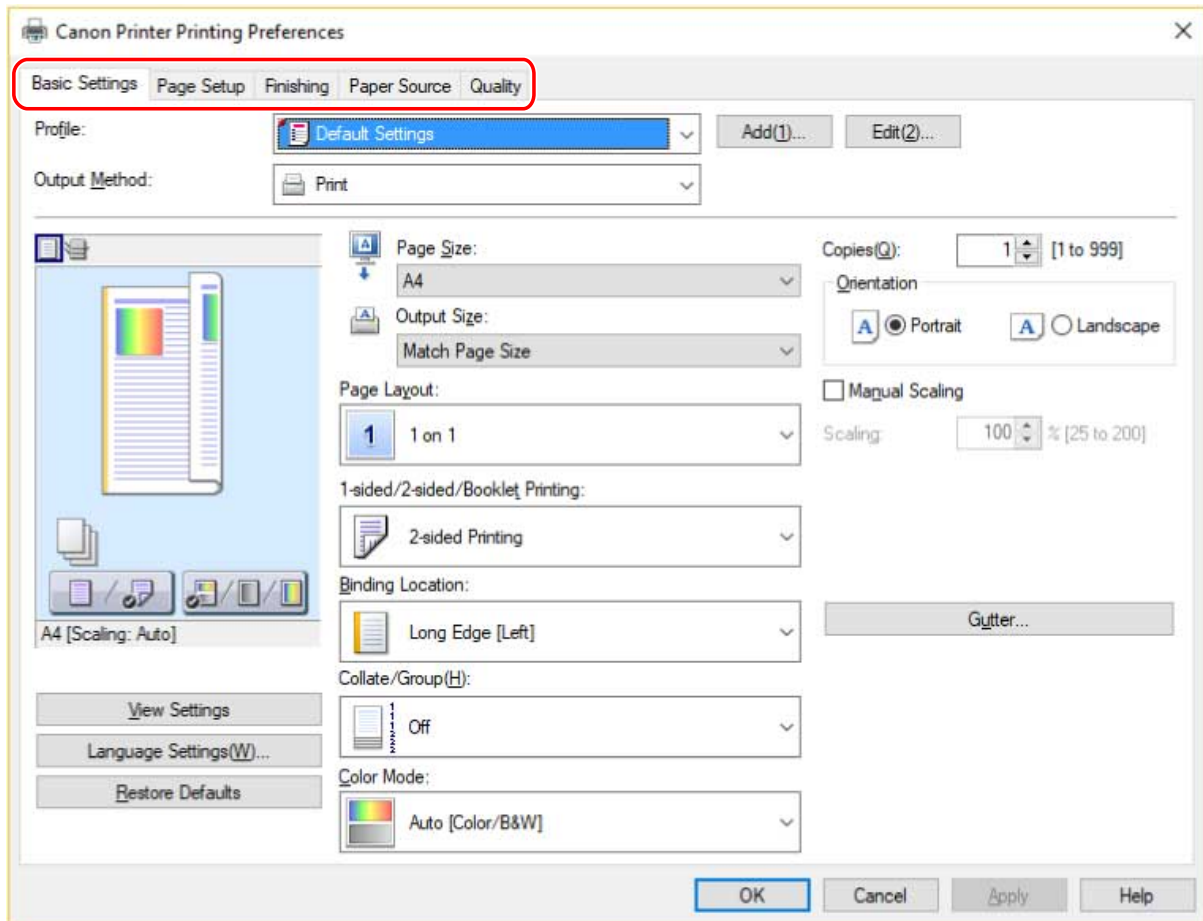 Canon Printer Printing Preferences
Basic Settings Page Setup Finishing Paper Source Quality
Profile: Default Settings Add(1)... Edit(2)...
Output Method: Print
Page Size:
A4
Output Size:
Match Page Size
Page Layout:
1 1 on 1
1-sided/2-sided/Booklet Printing:
2-sided Printing
Binding Location:
Long Edge [Left]
Collate/Group(H):
Off
Color Mode:
Auto [Color/B&W]
Copies(Q): 1 [1 to 999]
Orientation
A Portrait A Landscape
Manual Scaling
Scaling: 100 % [25 to 200]
Gutter...
A4 [Scaling: Auto]
View Settings
Language Settings(W)...
Restore Defaults
OK Cancel Apply Help